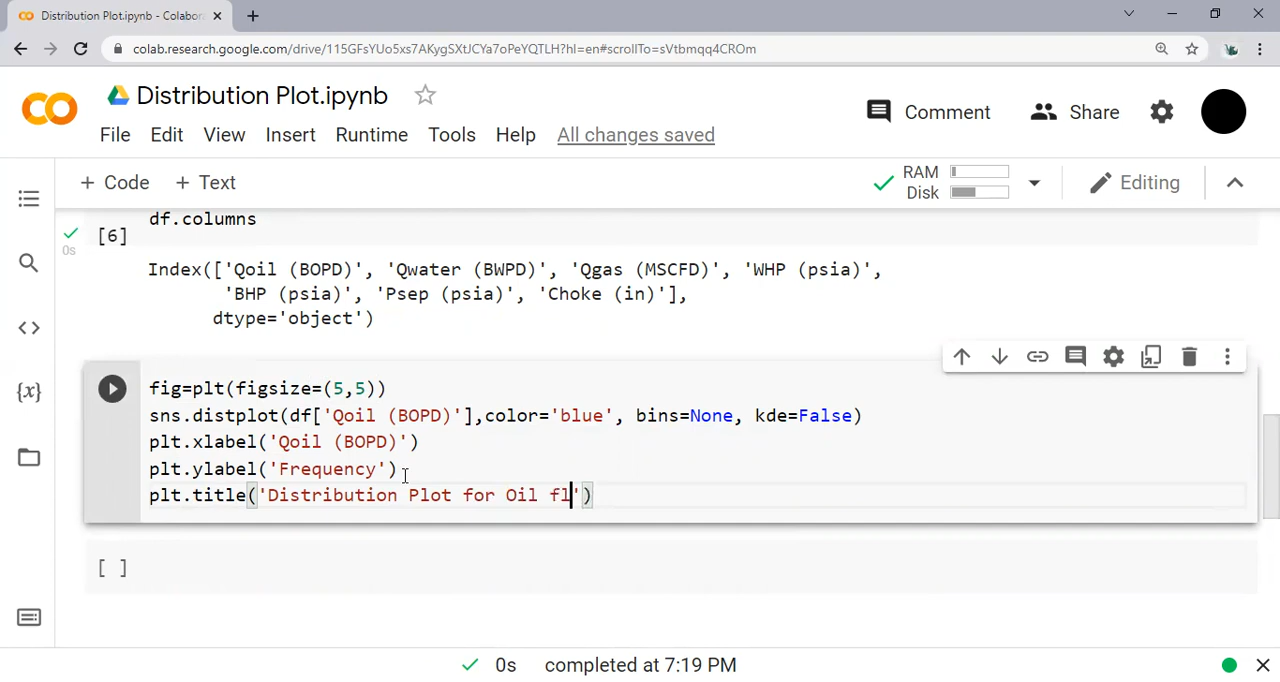 Distribution Plot.ipynb - Colabor
colab.research.google.com/drive/115GFsYUo5xs7AKygSXtJCYa7oPeYQTLH?hl=en#scrollTo=sVtbmqq4CROm
Distribution Plot.ipynb
File Edit View Insert Runtime Tools Help All changes saved
Comment Share
+ Code + Text
RAM
Disk
Editing
df.columns
[6]
0s
Index(['Qoil (BOPD)', 'Qwater (BWPD)', 'Qgas (MSCFD)', 'WHP (psia)',
'BHP (psia)', 'Psep (psia)', 'Choke (in)'],
dtype='object')
fig=plt(figsize=(5,5))
sns.distplot(df['Qoil (BOPD)'],color='blue', bins=None, kde=False)
plt.xlabel('Qoil (BOPD)')
plt.ylabel('Frequency')
plt.title('Distribution Plot for Oil fl')
[ ]
{x}
0s completed at 7:19 PM